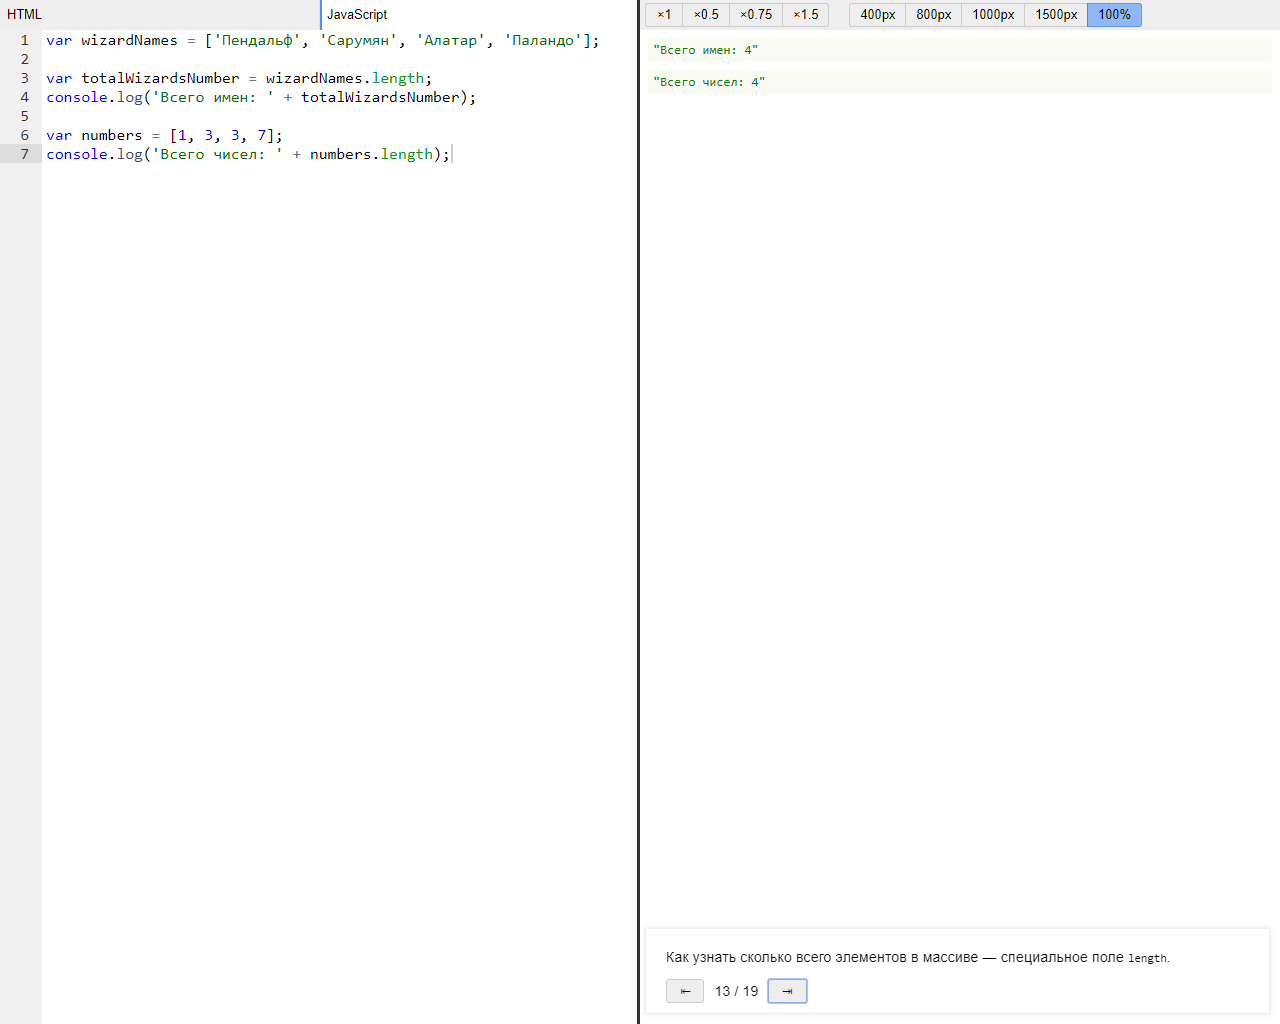 HTML
JavaScript
1 var wizardNames = ['Пендальф', 'Сарумян', 'Алатар', 'Паландо'];
2
3 var totalWizardsNumber = wizardNames.length;
4 console.log('Всего имен: ' + totalWizardsNumber);
5
6 var numbers = [1, 3, 3, 7];
7 console.log('Всего чисел: ' + numbers.length);
×1 ×0.5 ×0.75 ×1.5 400px 800px 1000px 1500px 100%
"Всего имен: 4"
"Всего чисел: 4"
Как узнать сколько всего элементов в массиве — специальное поле length.
⇤ 13 / 19 ⇥